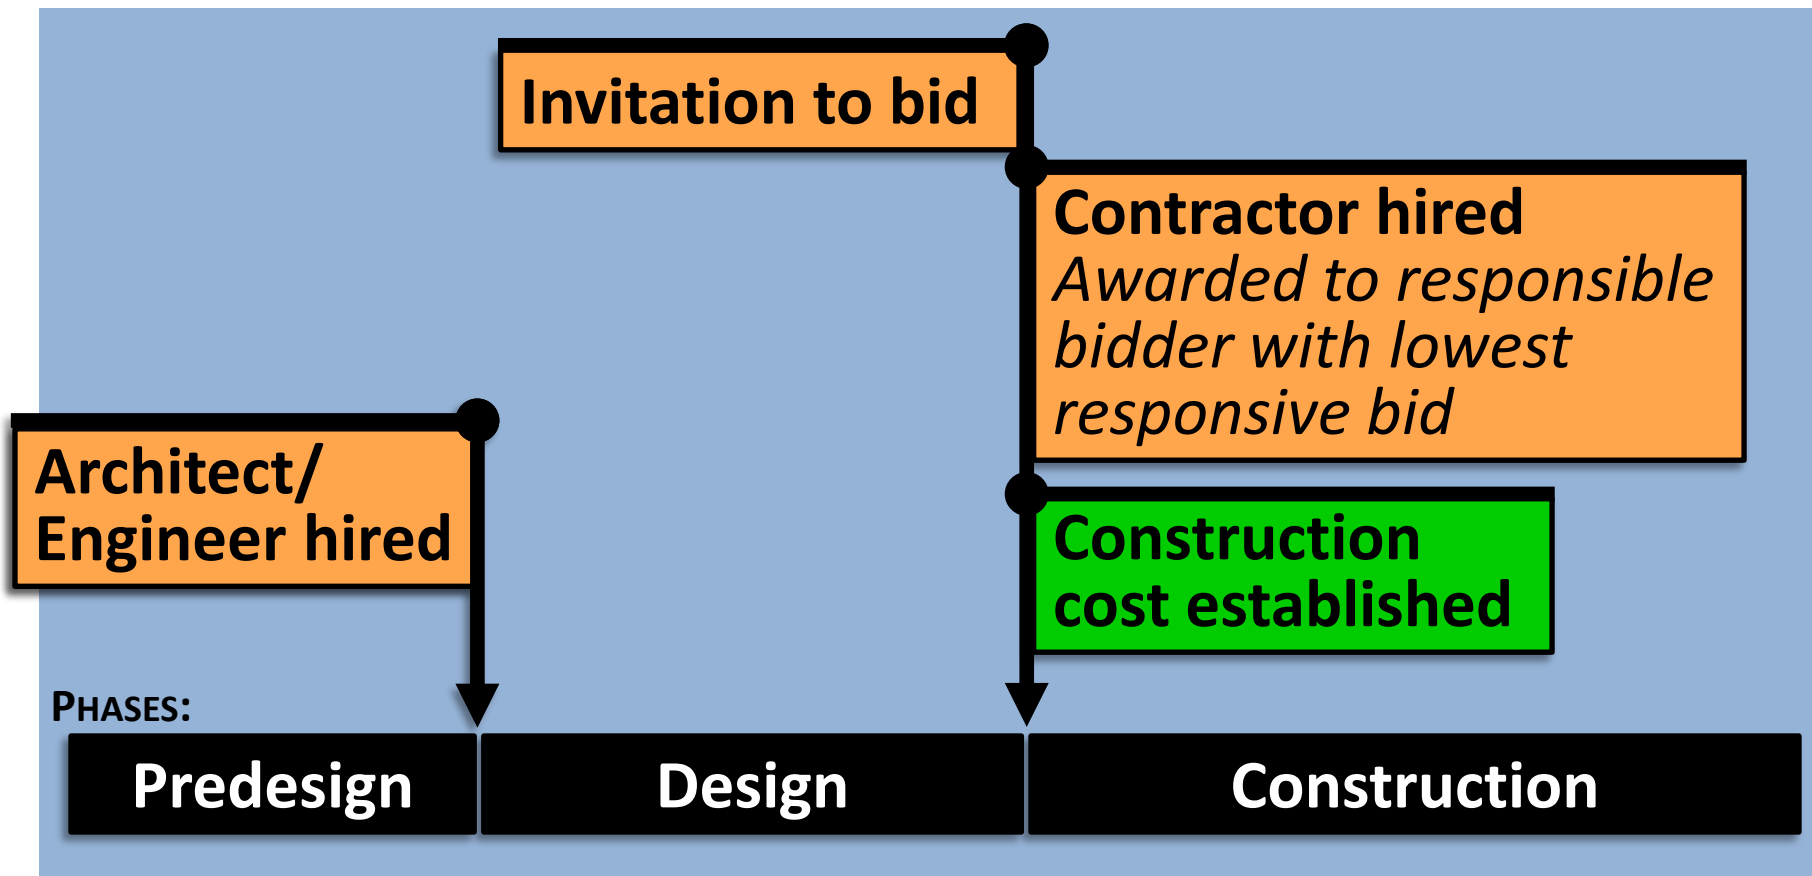 Invitation to bid
Contractor hired
Awarded to responsible
bidder with lowest
responsive bid
Architect/
Engineer hired
Construction
cost established
PHASES:
Predesign
Design
Construction